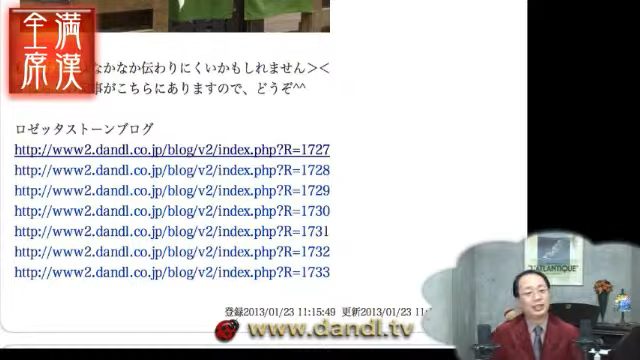 満漢
全席
なかなか伝わりにくいかもしれません><
事がこちらにありますので、どうぞ^^
ロゼッタストーンブログ
http://www2.dandl.co.jp/blog/v2/index.php?R=1727
http://www2.dandl.co.jp/blog/v2/index.php?R=1728
http://www2.dandl.co.jp/blog/v2/index.php?R=1729
http://www2.dandl.co.jp/blog/v2/index.php?R=1730
http://www2.dandl.co.jp/blog/v2/index.php?R=1731
http://www2.dandl.co.jp/blog/v2/index.php?R=1732
http://www2.dandl.co.jp/blog/v2/index.php?R=1733
L'ATLANTIQUE
登録2013/01/23 11:15:49 更新2013/01/23
www.dandl.tv